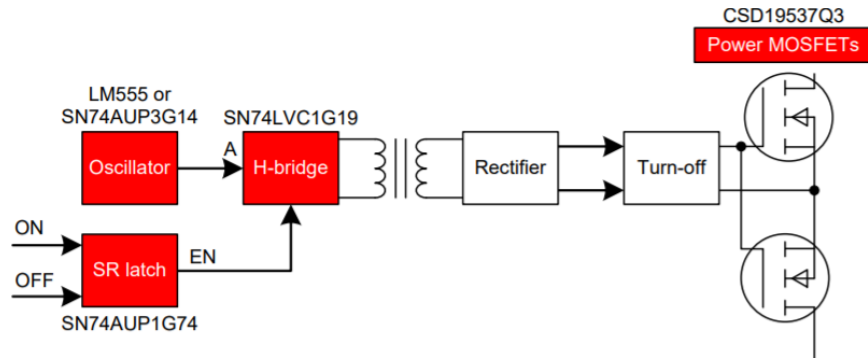 CSD19537Q3
Power MOSFETs
LM555 or
SN74AUP3G14
SN74LVC1G19
Oscillator
A
H-bridge
Rectifier
Turn-off
ON
OFF
SR latch
EN
SN74AUP1G74